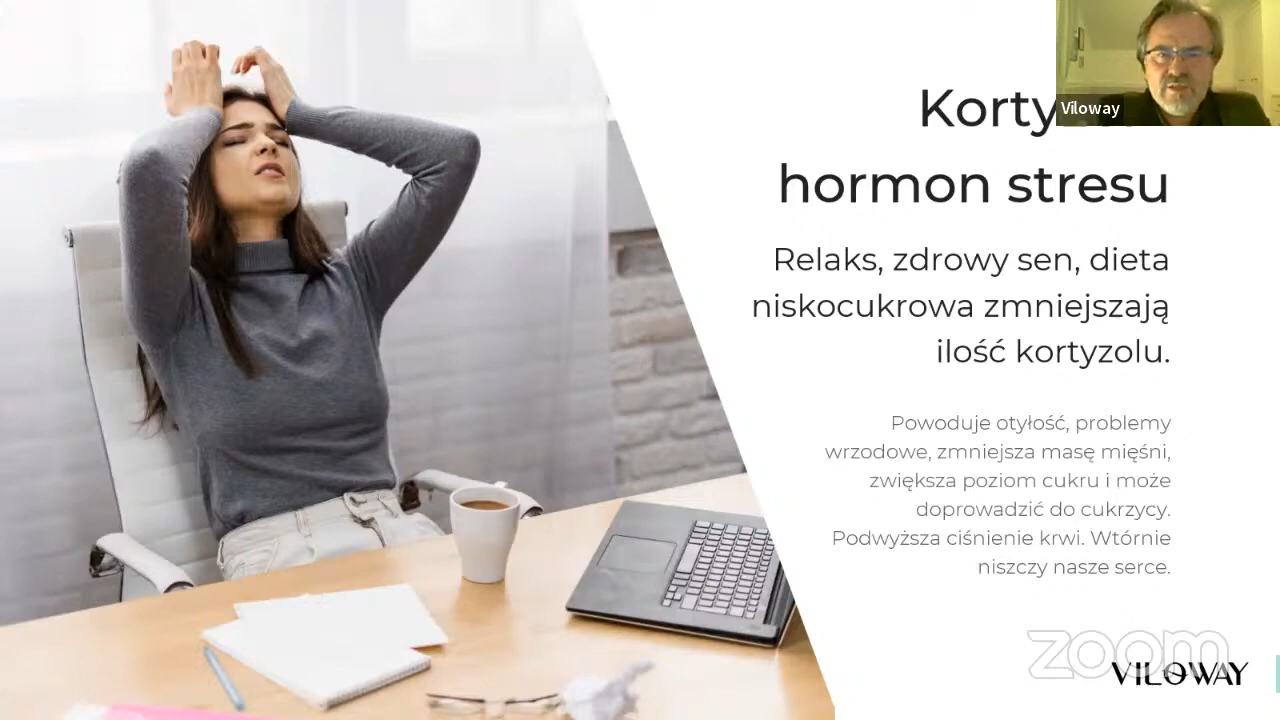 Viloway
hormon stresu
Relaks, zdrowy sen, dieta
niskocukrowa zmniejszają
ilość kortyzolu.
Powoduje otyłość, problemy
wrzodowe, zmniejsza masę mięśni,
zwiększa poziom cukru i może
doprowadzić do cukrzycy.
Podwyższa ciśnienie krwi. Wtórnie
niszczy nasze serce.
zoom
VILOWAY